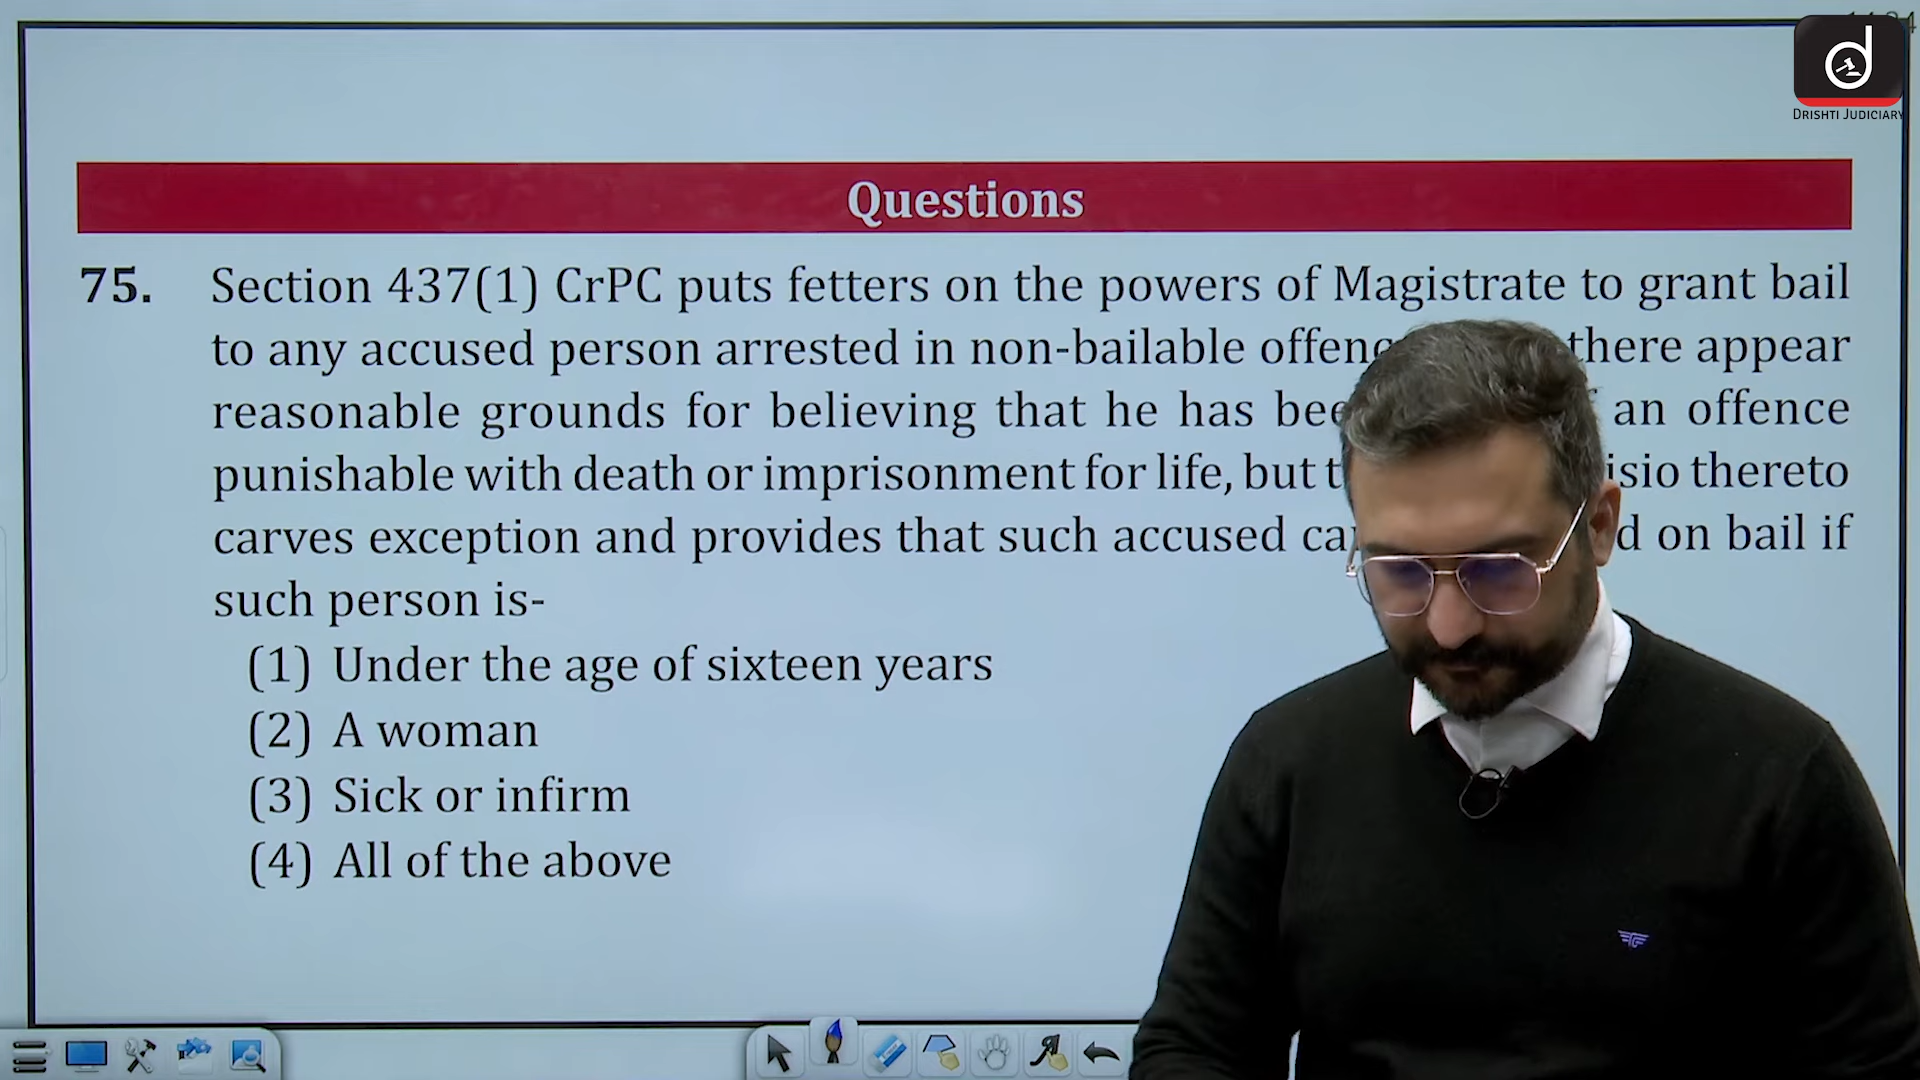 DRISHTI JUDICIARY
Questions
75. Section 437(1) CrPC puts fetters on the powers of Magistrate to grant bail
to any accused person arrested in non-bailable there appear
reasonable grounds for believing that he has an offence
punishable with death or imprisonment for life, but thereto
carves exception and provides that such accused on bail if
such person is-
(1) Under the age of sixteen years
(2) A woman
(3) Sick or infirm
(4) All of the above